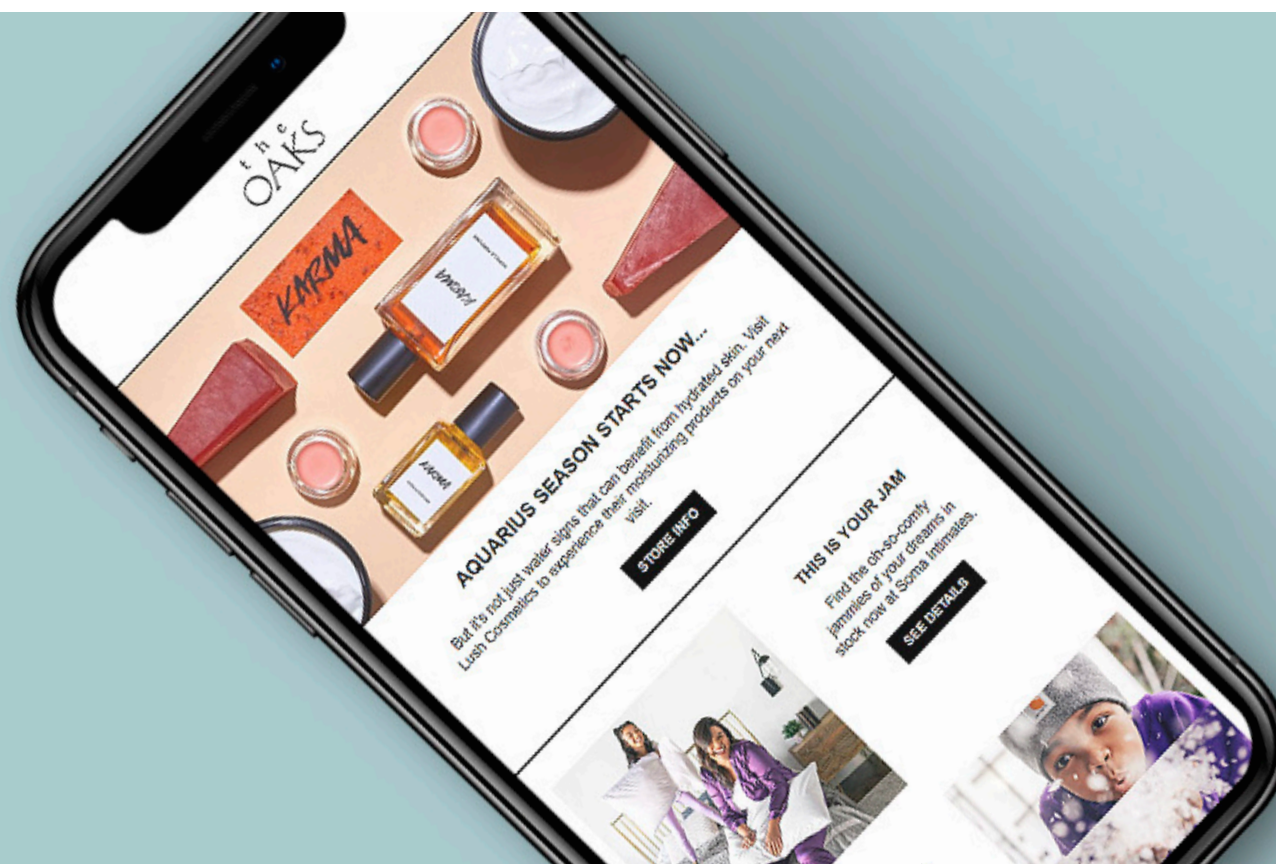 the
OAKS
KARMA
KARMA
KARMA
AQUARIUS SEASON STARTS NOW...
But it's not just water signs that can benefit from hydrated skin. Visit
Lush Cosmetics to experience their moisturizing products on your next
visit.
STORE INFO
THIS IS YOUR JAM
Find the oh-so-comfy
jammies of your dreams in
stock now at Soma Intimates.
SEE DETAILS